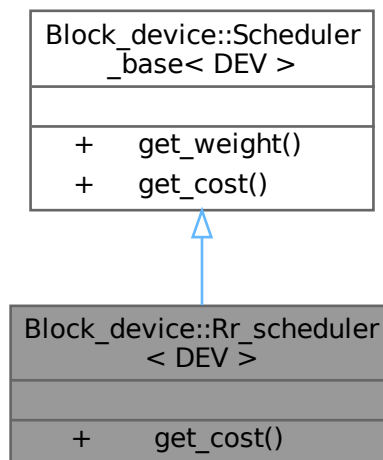 Block_device::Scheduler
_base< DEV >
+ get_weight()
+ get_cost()
Block_device::Rr_scheduler
< DEV >
+ get_cost()